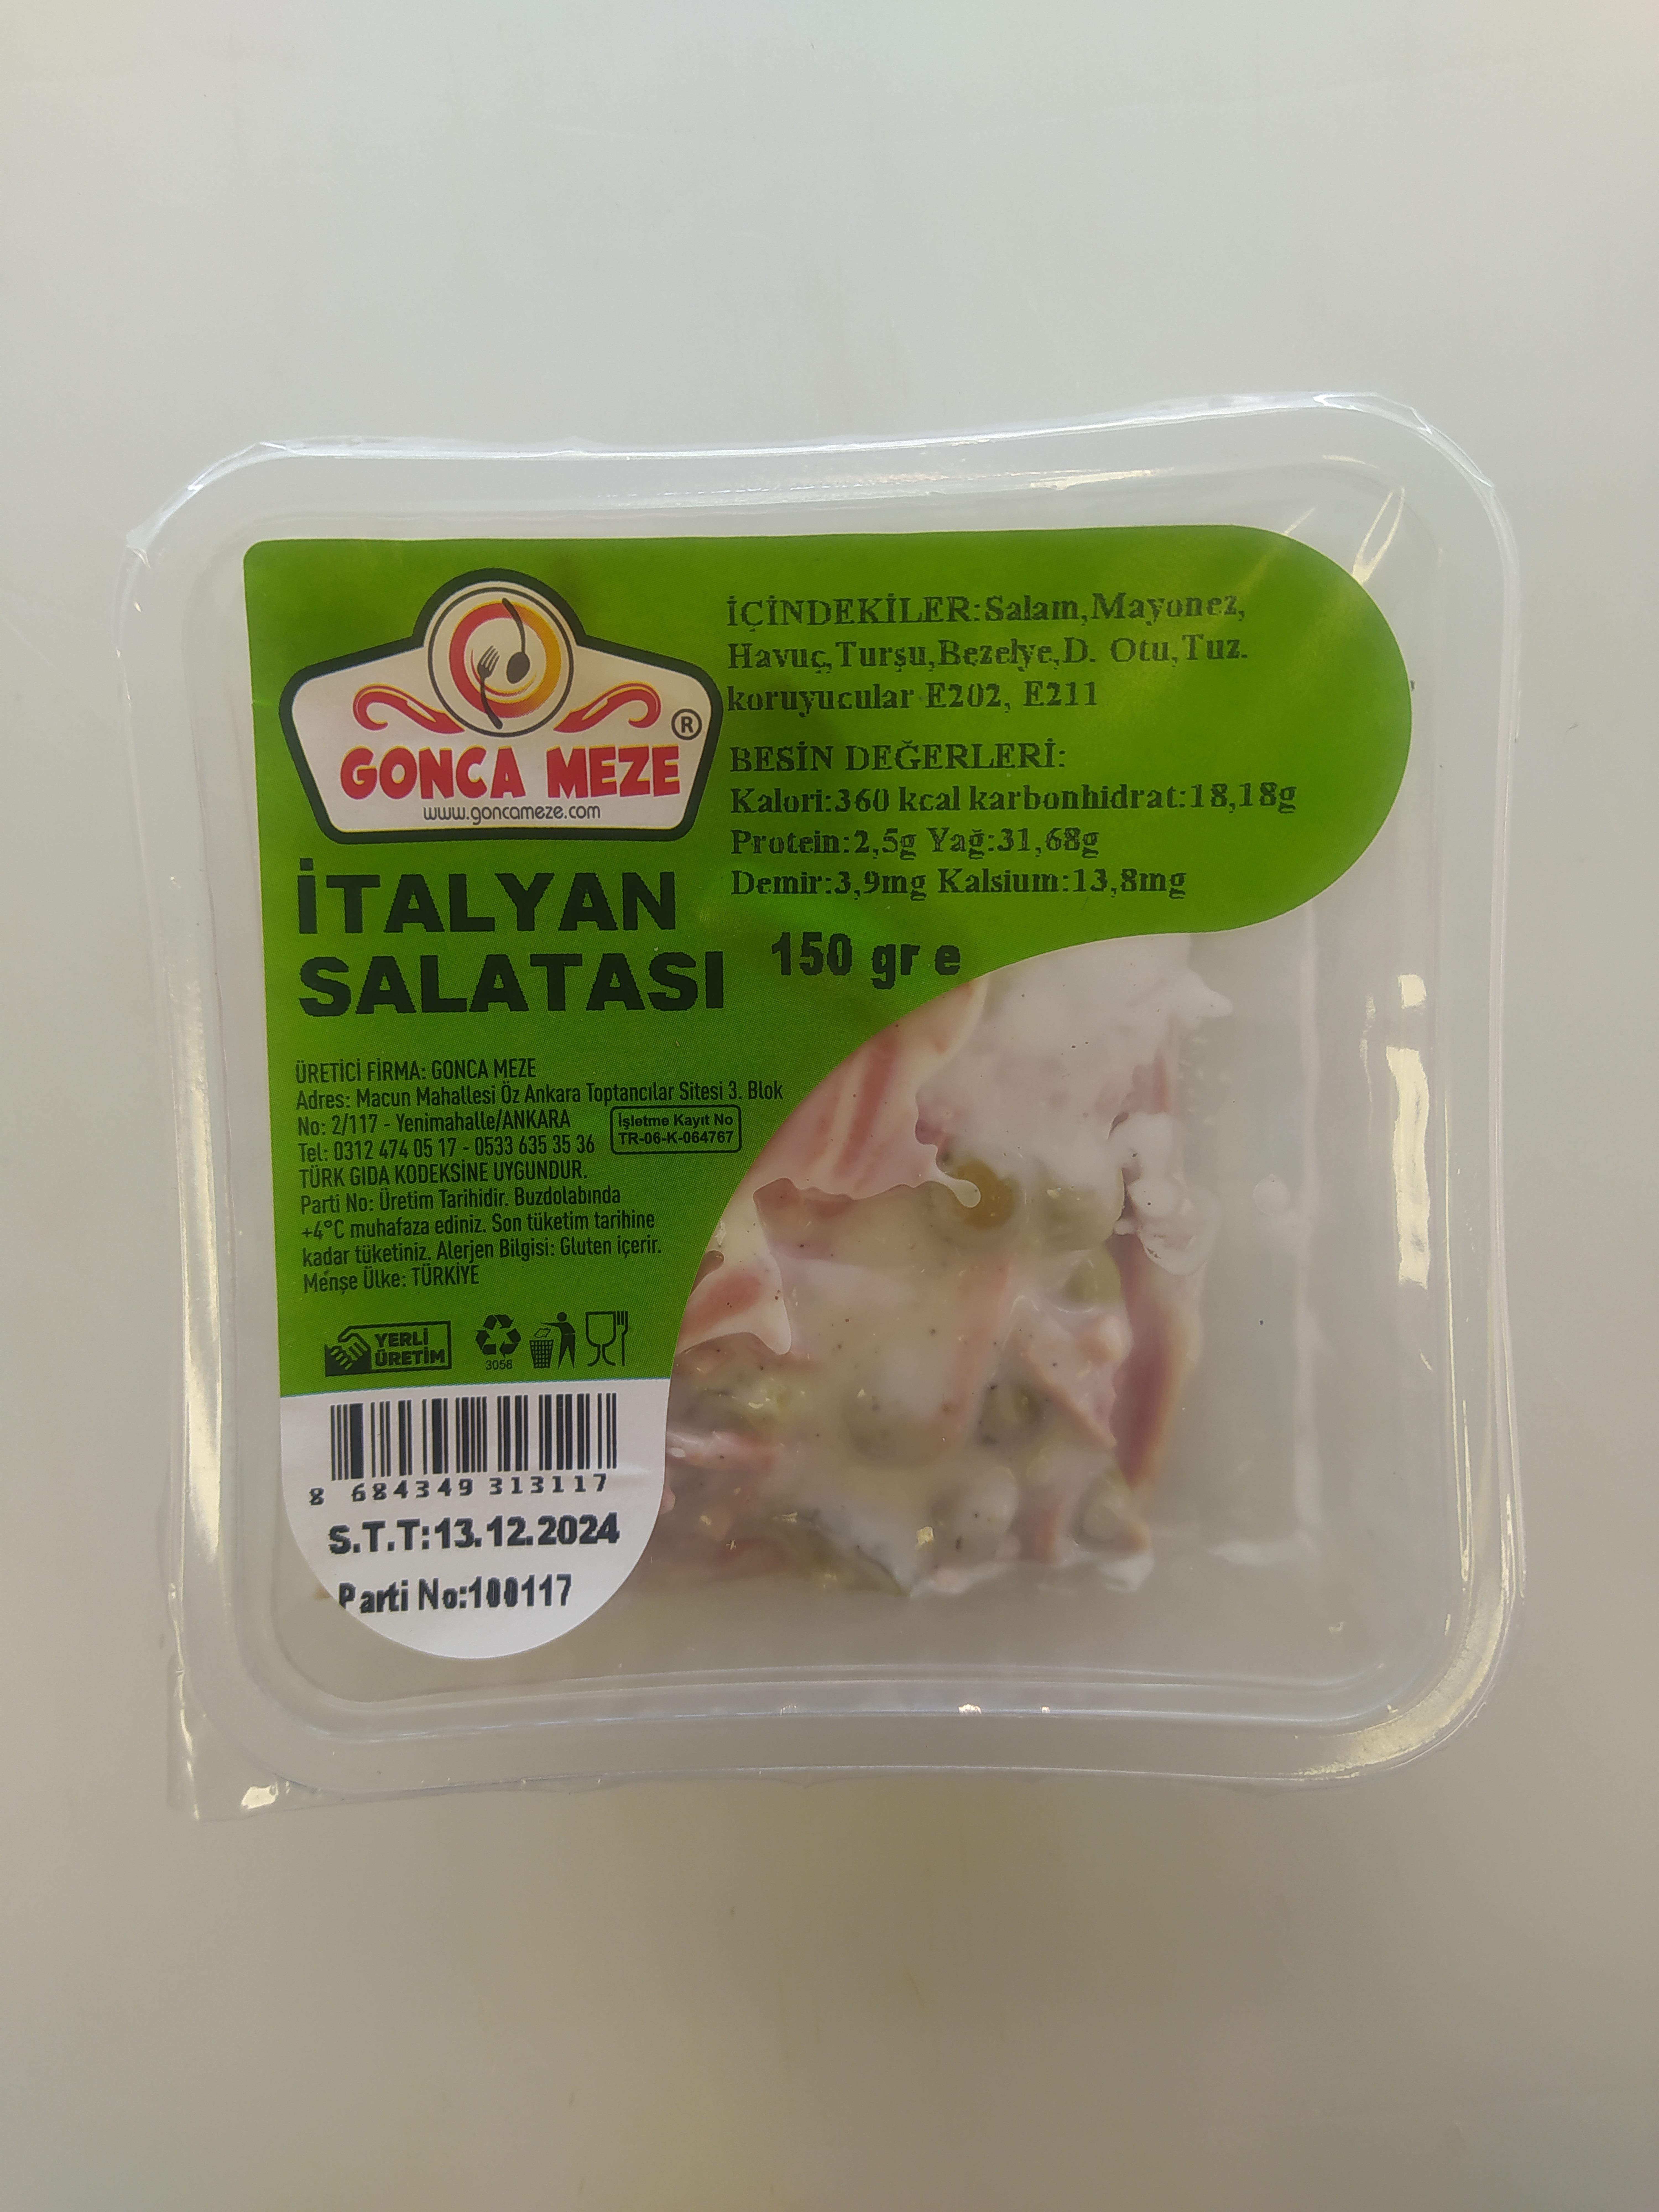 GONCA MEZE ®
www.goncameze.com
İTALYAN
SALATASI
İÇİNDEKİLER:Salam,Mayonez,
Havuç,Turşu,Bezelye,D. Otu,Tuz.
koruyucular E202, E211
BESİN DEĞERLERİ:
Kalori:360 kcal karbonhidrat:18,18g
Protein:2,5g Yağ:31,68g
Demir:3,9mg Kalsium:13,8mg
150 gr e
ÜRETİCİ FİRMA: GONCA MEZE
Adres: Macun Mahallesi Öz Ankara Toptancılar Sitesi 3. Blok
No: 2/117 - Yenimahalle/ANKARA
Tel: 0312 474 05 17 - 0533 635 35 36
İşletme Kayıt No
TR-06-K-064767
TÜRK GIDA KODEKSİNE UYGUNDUR.
Parti No: Üretim Tarihidir. Buzdolabında
+4°C muhafaza ediniz. Son tüketim tarihine
kadar tüketiniz. Alerjen Bilgisi: Gluten içerir.
Menşe Ülke: TÜRKİYE
YERLİ
ÜRETİM
3058
8 684349 313117
S.T.T:13.12.2024
Parti No:100117